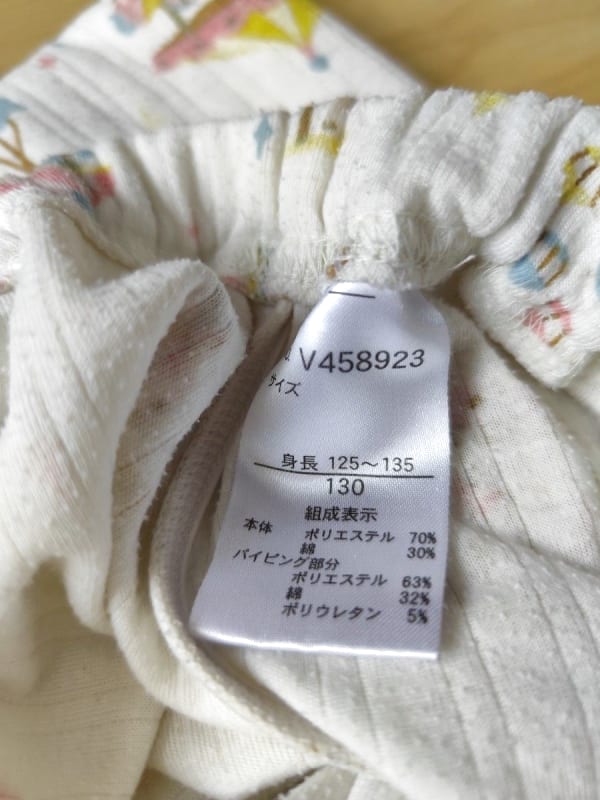 V458923
サイズ
身長 125～135
130
組成表示
本体 ポリエステル 70%
綿 30%
パイピング部分
ポリエステル 63%
綿 32%
ポリウレタン 5%